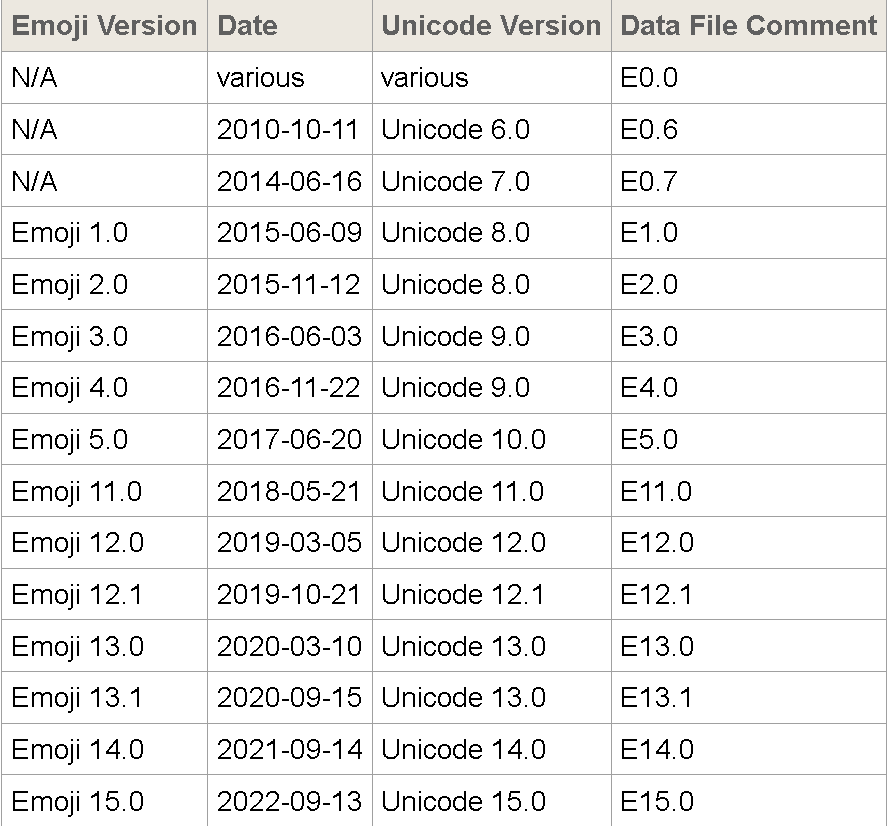 Emoji Version Date Unicode Version Data File Comment
N/A various various E0.0
N/A 2010-10-11 Unicode 6.0 E0.6
N/A 2014-06-16 Unicode 7.0 E0.7
Emoji 1.0 2015-06-09 Unicode 8.0 E1.0
Emoji 2.0 2015-11-12 Unicode 8.0 E2.0
Emoji 3.0 2016-06-03 Unicode 9.0 E3.0
Emoji 4.0 2016-11-22 Unicode 9.0 E4.0
Emoji 5.0 2017-06-20 Unicode 10.0 E5.0
Emoji 11.0 2018-05-21 Unicode 11.0 E11.0
Emoji 12.0 2019-03-05 Unicode 12.0 E12.0
Emoji 12.1 2019-10-21 Unicode 12.1 E12.1
Emoji 13.0 2020-03-10 Unicode 13.0 E13.0
Emoji 13.1 2020-09-15 Unicode 13.0 E13.1
Emoji 14.0 2021-09-14 Unicode 14.0 E14.0
Emoji 15.0 2022-09-13 Unicode 15.0 E15.0